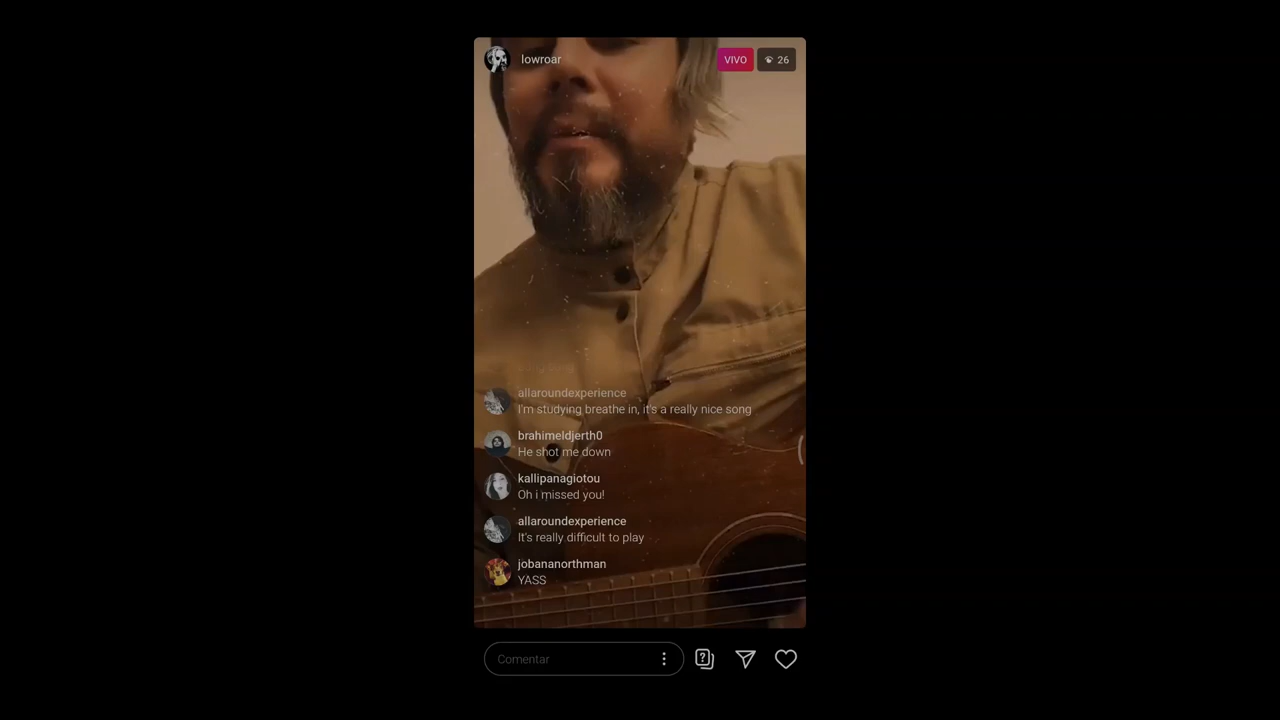 lowroar
VIVO
26
allaroundexperience
I'm studying breathe in, it's a really nice song
brahimeldjerth0
He shot me down
kallipanagiotou
Oh i missed you!
allaroundexperience
It's really difficult to play
jobananorthman
YASS
Comentar